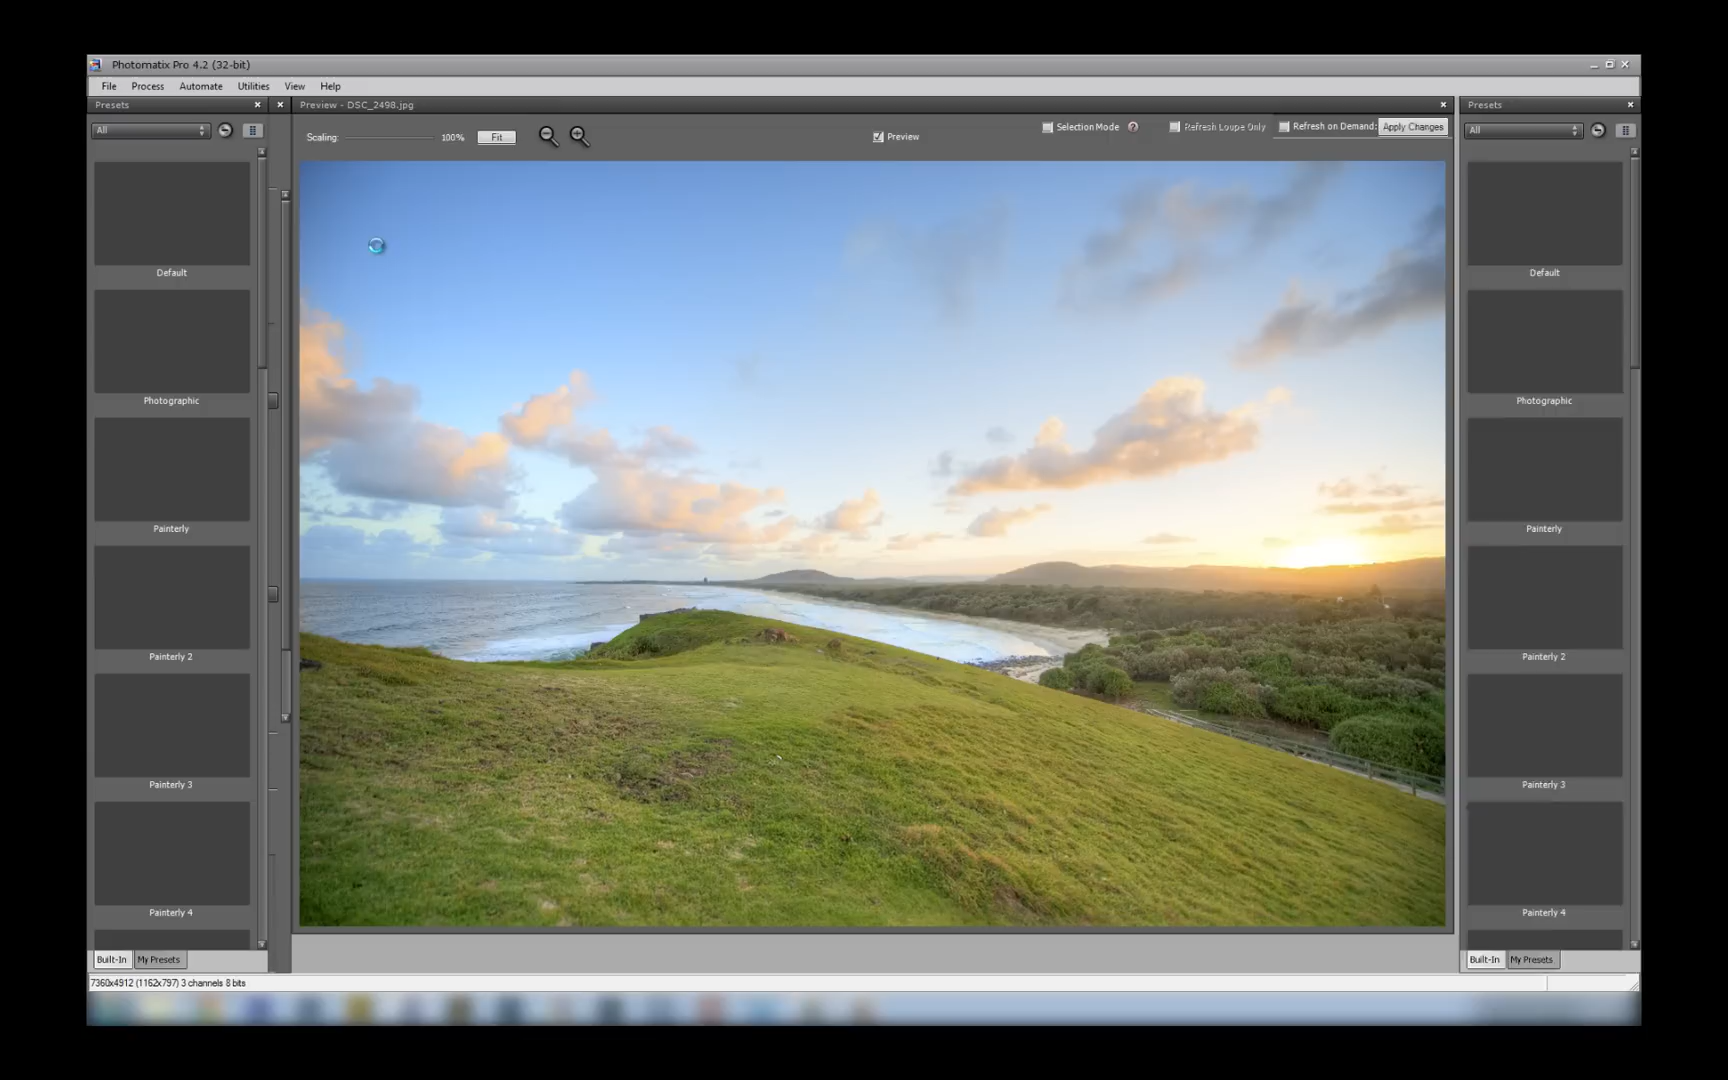 Photomatix Pro 4.2 (32-bit)
File Process Automate Utilities View Help
Presets
Preview - DSC_2498.jpg
Presets
All
Scaling: 100% Fit
Preview
Selection Mode ? Refresh Loupe Only Refresh on Demand: Apply Changes
All
Default
Photographic
Painterly
Painterly 2
Painterly 3
Painterly 4
Built-In My Presets
Default
Photographic
Painterly
Painterly 2
Painterly 3
Painterly 4
Built-In My Presets
7360x4912 (1162x797) 3 channels 8 bits